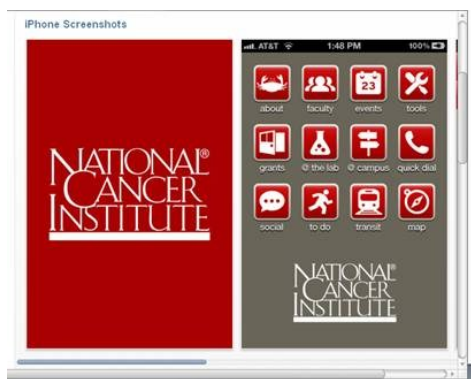 iPhone Screenshots
NATIONAL®
CANCER
INSTITUTE
AT&T 1:48 PM 100%
about faculty events tools
23
grants @ the lab @ campus quick dial
social to do transit map
NATIONAL®
CANCER
INSTITUTE